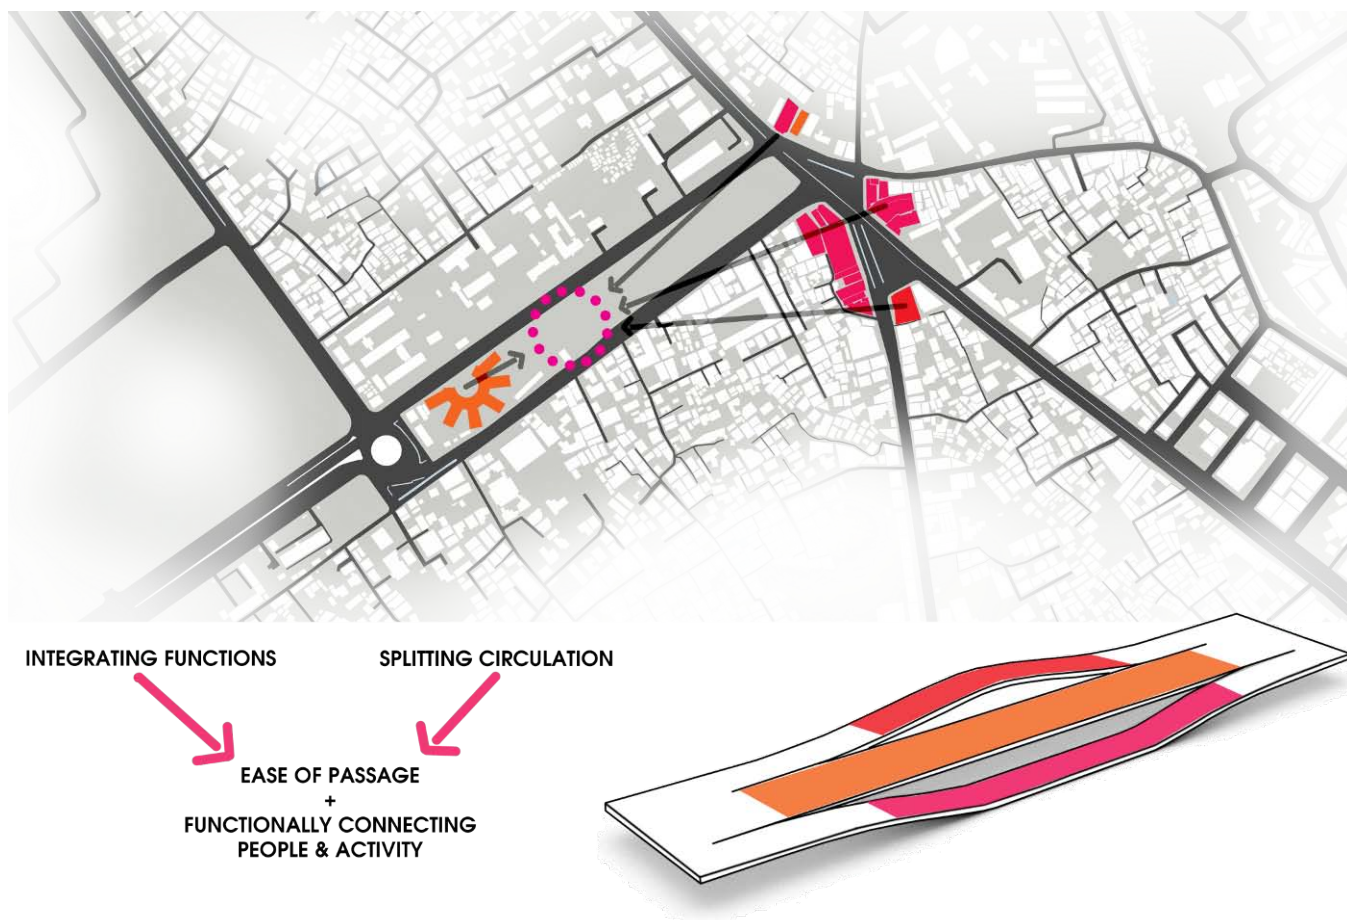 INTEGRATING FUNCTIONS
SPLITTING CIRCULATION
EASE OF PASSAGE
+
FUNCTIONALLY CONNECTING
PEOPLE & ACTIVITY